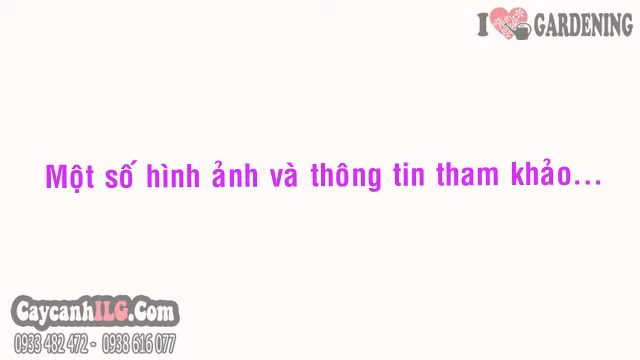 I GARDENING
Một số hình ảnh và thông tin tham khảo...
CaycanhILG.Com
0933 482 472 - 0938 616 077